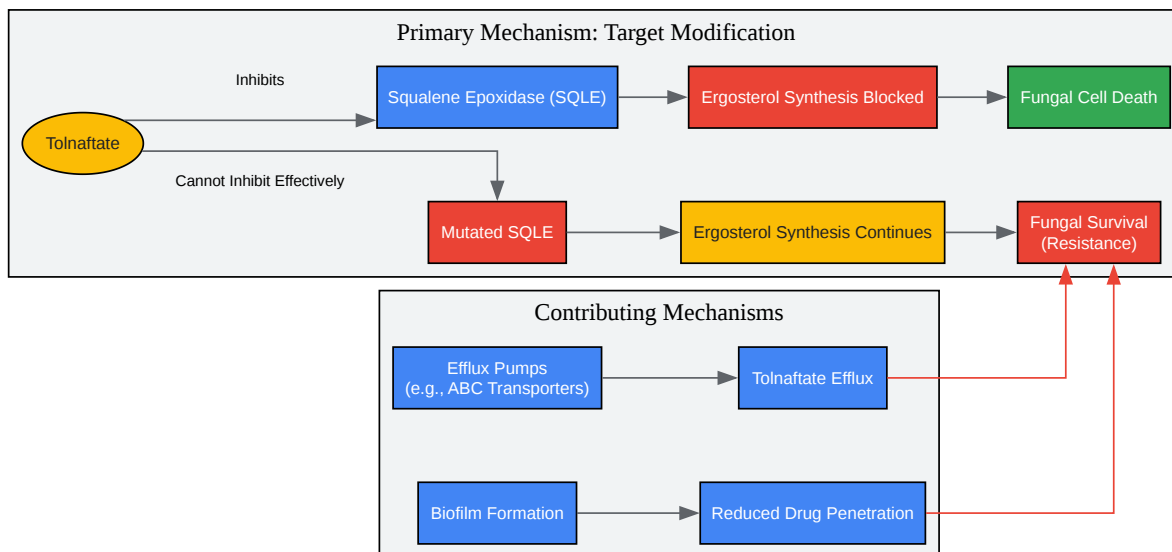 Primary Mechanism: Target Modification
Inhibits
Squalene Epoxidase (SQLE)
Ergosterol Synthesis Blocked
Fungal Cell Death
Tolnaftate
Cannot Inhibit Effectively
Mutated SQLE
Ergosterol Synthesis Continues
Fungal Survival
(Resistance)
Contributing Mechanisms
Efflux Pumps
(e.g., ABC Transporters)
Tolnaftate Efflux
Biofilm Formation
Reduced Drug Penetration